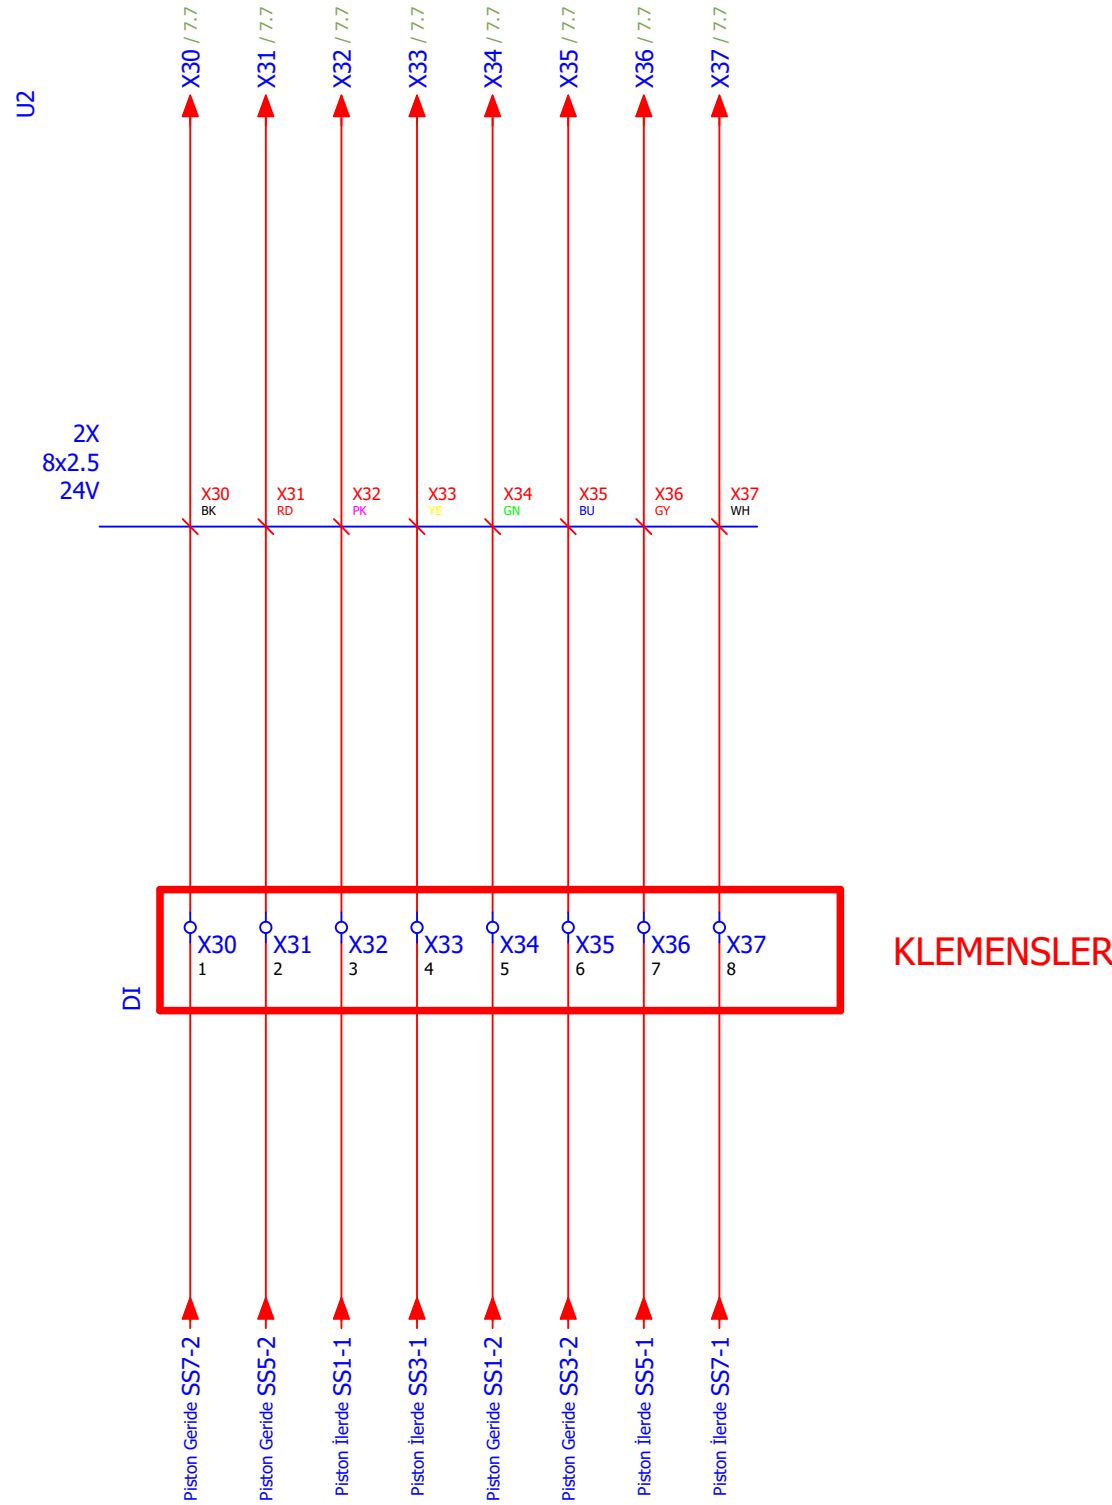 X30 / 7.7
X31 / 7.7
X32 / 7.7
X33 / 7.7
X34 / 7.7
X35 / 7.7
X36 / 7.7
X37 / 7.7
U2
2X
8x2.5
24V
X30
BK
X31
RD
X32
PK
X33
YE
X34
GN
X35
BU
X36
GY
X37
WH
X30
1
X31
2
X32
3
X33
4
X34
5
X35
6
X36
7
X37
8
KLEMENSLER
DI
Piston Geride SS7-2
Piston Geride SS5-2
Piston İlerde SS1-1
Piston İlerde SS3-1
Piston Geride SS1-2
Piston Geride SS3-2
Piston İlerde SS5-1
Piston İlerde SS7-1